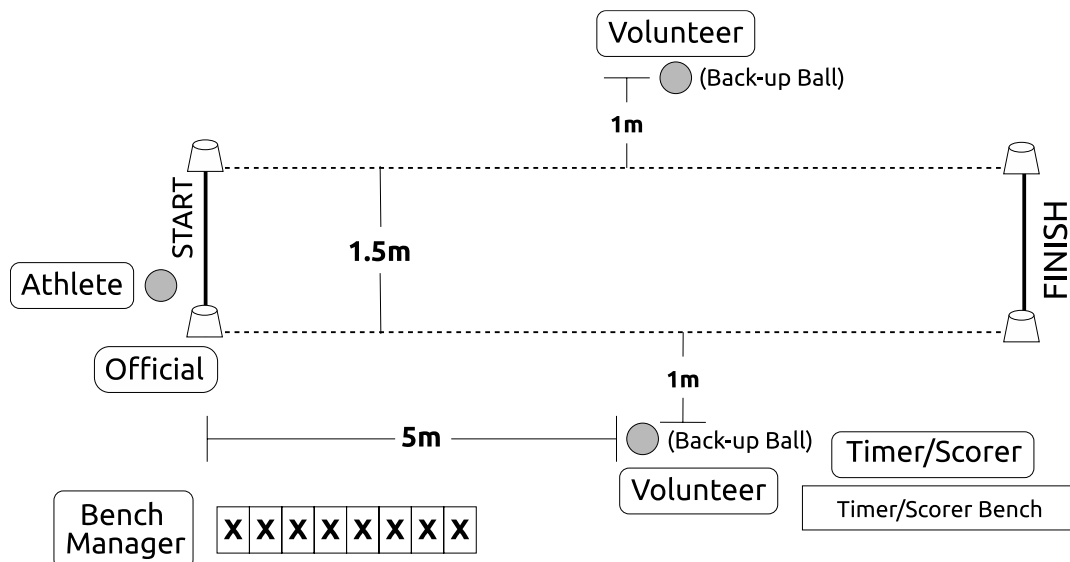 Volunteer
(Back-up Ball)
1m
START
1.5m
FINISH
Athlete
Official
1m
5m
(Back-up Ball)
Timer/Scorer
Volunteer
Timer/Scorer Bench
Bench
Manager
X X X X X X X X